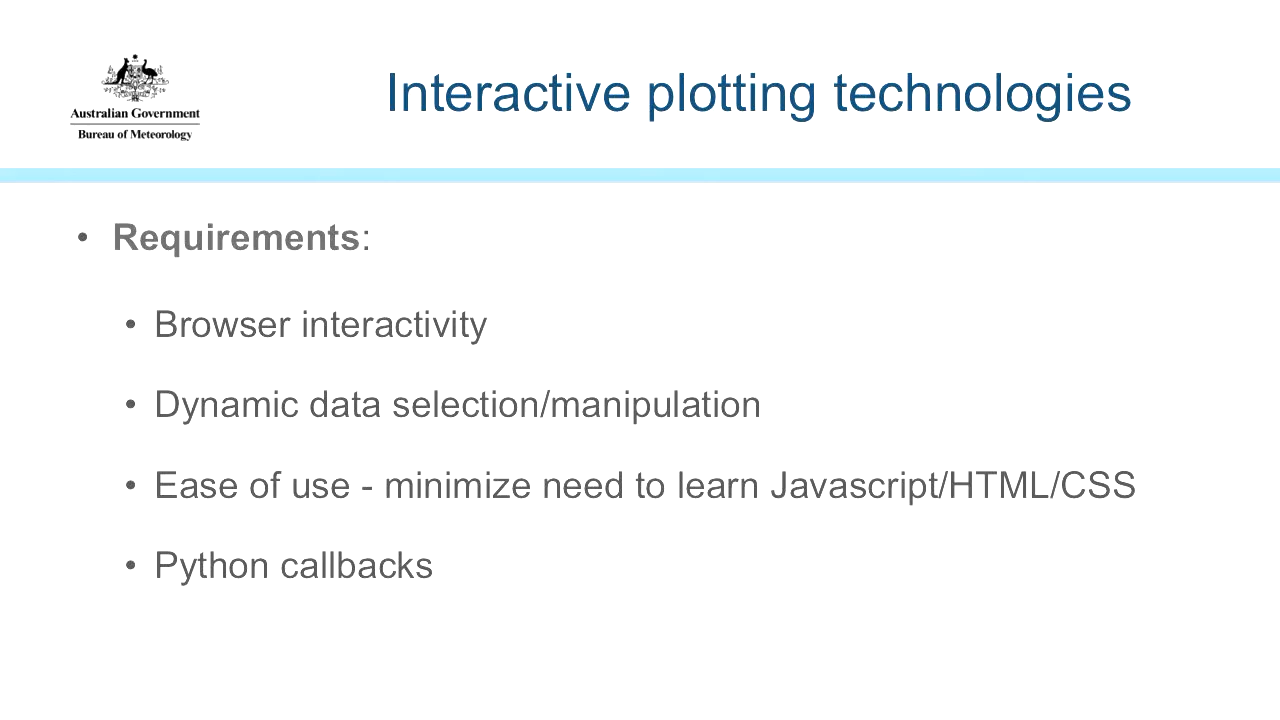 Australian Government
Bureau of Meteorology
Interactive plotting technologies
• Requirements:
• Browser interactivity
• Dynamic data selection/manipulation
• Ease of use - minimize need to learn Javascript/HTML/CSS
• Python callbacks